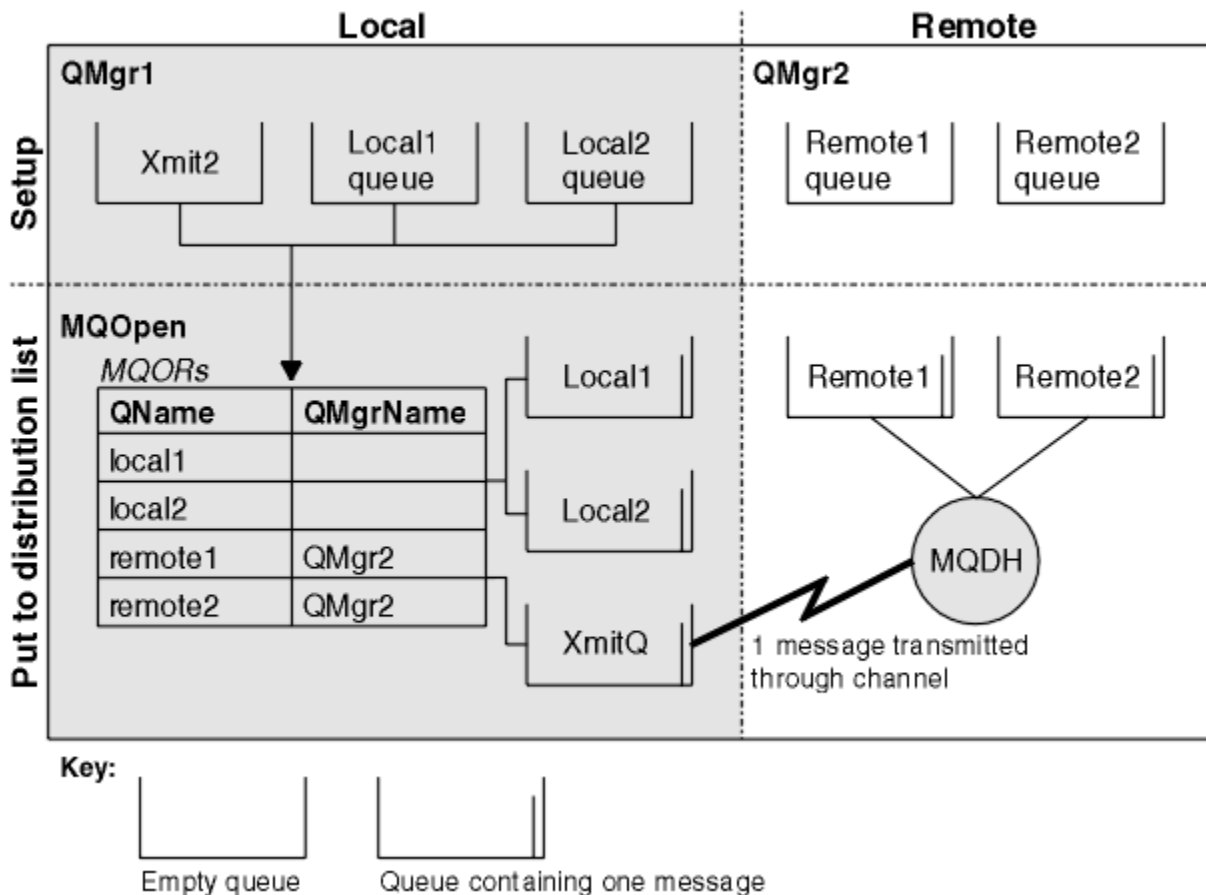 Local
Remote
Setup
QMgr1
Xmit2
Local1
queue
Local2
queue
QMgr2
Remote1
queue
Remote2
queue
Put to distribution list
MQOpen
MQORs
QName QMgrName
local1
local2
remote1 QMgr2
remote2 QMgr2
Local1
Local2
XmitQ
Remote1
Remote2
MQDH
1 message transmitted
through channel
Key:
Empty queue
Queue containing one message